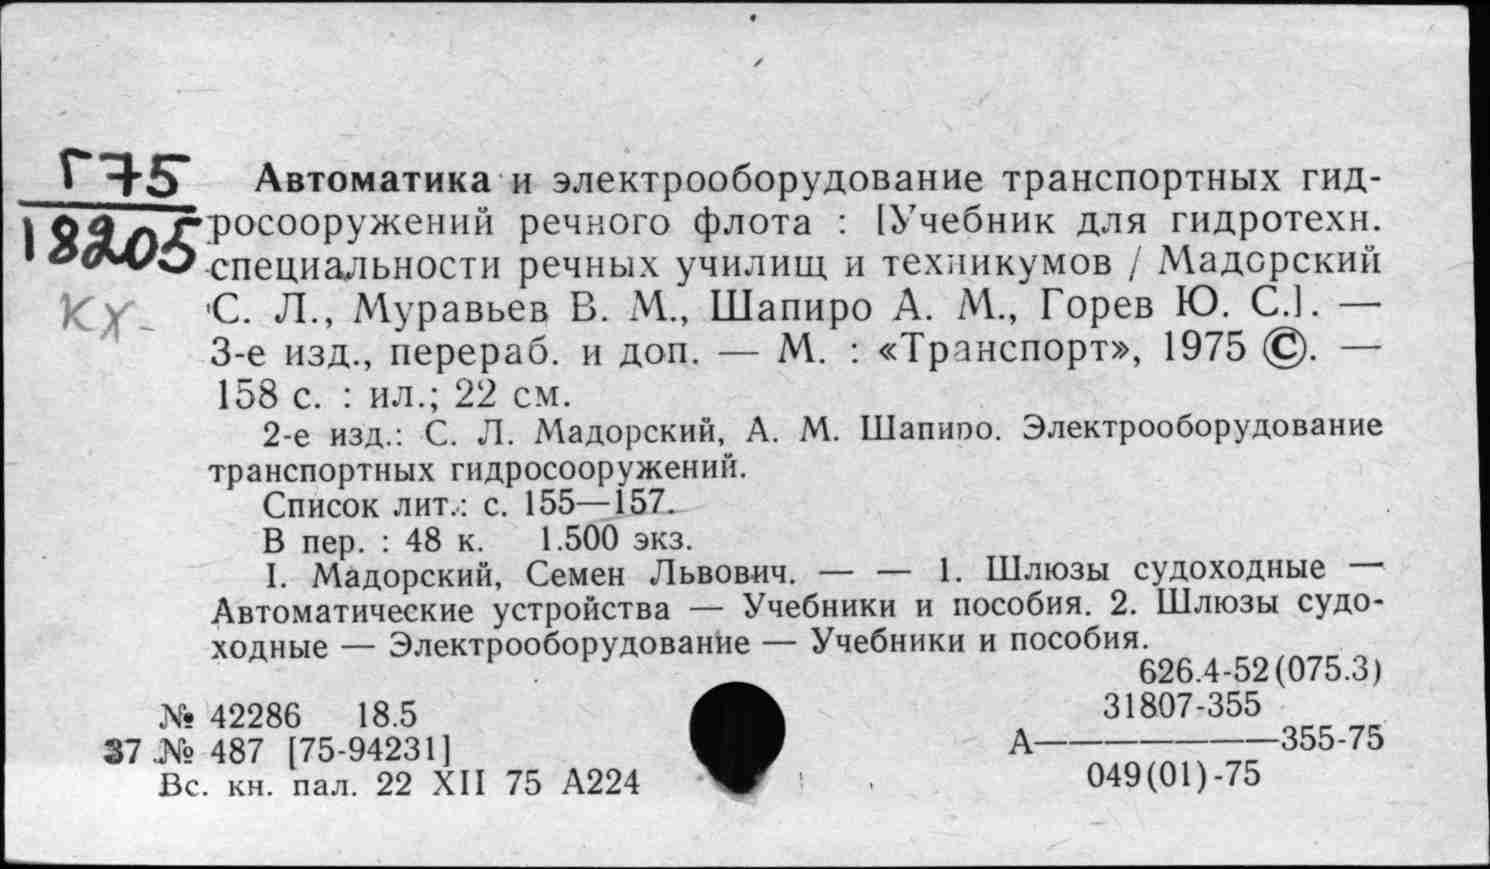 Г75
18205
КХ-
Автоматика и электрооборудование транспортных гид-
росооружений речного флота : [Учебник для гидротехн.
специальности речных училищ и техникумов / Мадорский
С. Л., Муравьев В. М., Шапиро А. М., Горев Ю. С.]. —
3-е изд., перераб. и доп. — М. : «Транспорт», 1975 ©. —
158 с. : ил.; 22 см.
2-е изд.: С. Л. Мадорский, А. М. Шапиро. Электрооборудование
транспортных гидросооружений.
Список лит.: с. 155—157.
В пер. : 48 к. 1.500 экз.
I. Мадорский, Семен Львович. — — 1. Шлюзы судоходные —
Автоматические устройства — Учебники и пособия. 2. Шлюзы судо-
ходные — Электрооборудование — Учебники и пособия.
626.4-52(075.3)
№ 42286 18.5
37 № 487 [75-94231]
Вс. кн. пал. 22 XII 75 А224
31807-355
А————————355-75
049(01)-75